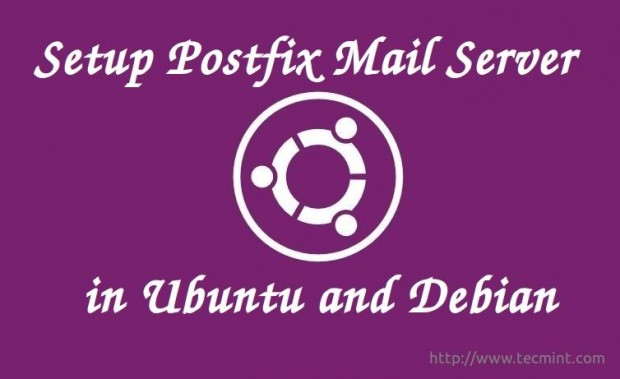 Setup Postfix Mail Server
in Ubuntu and Debian
http://www.tecmint.com